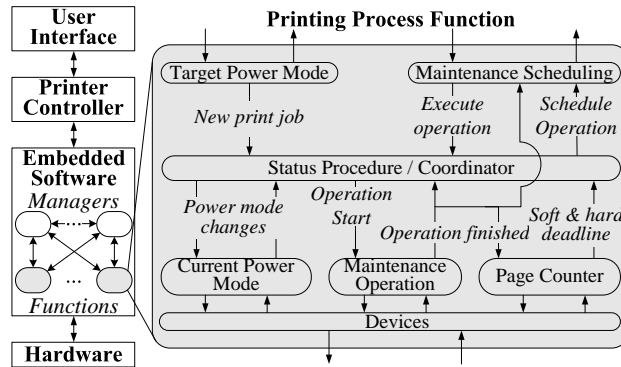 User
Interface
Printer
Controller
Embedded
Software
Managers
...
...
Functions
Hardware
Printing Process Function
Target Power Mode
Maintenance Scheduling
New print job
Execute
operation
Schedule
Operation
Status Procedure / Coordinator
Power mode
changes
Operation
Start
Operation finished
Soft & hard
deadline
Current Power
Mode
Maintenance
Operation
Page Counter
Devices